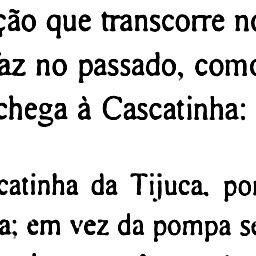 ção que transcorre no
az no passado, como
chega à Cascatinha:
catinha da Tijuca. por
a; em vez da pompa se